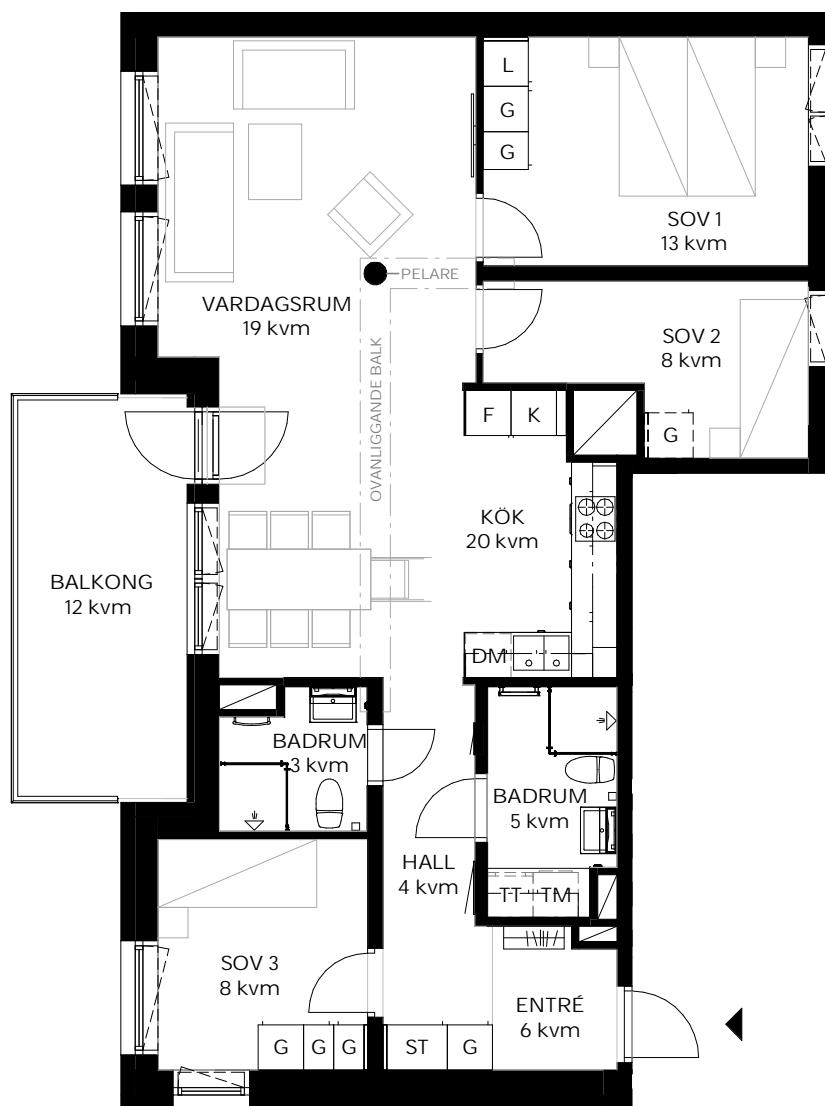 L
G
G
SOV 1
13 kvm
PELARE
VARDAGSRUM
19 kvm
SOV 2
8 kvm
OVANLIGGANDE BALK
F
K
G
KÖK
20 kvm
BALKONG
12 kvm
DM
BADRUM
3 kvm
BADRUM
5 kvm
HALL
4 kvm
TT
TM
SOV 3
8 kvm
ENTRÉ
6 kvm
G
G
G
ST
G